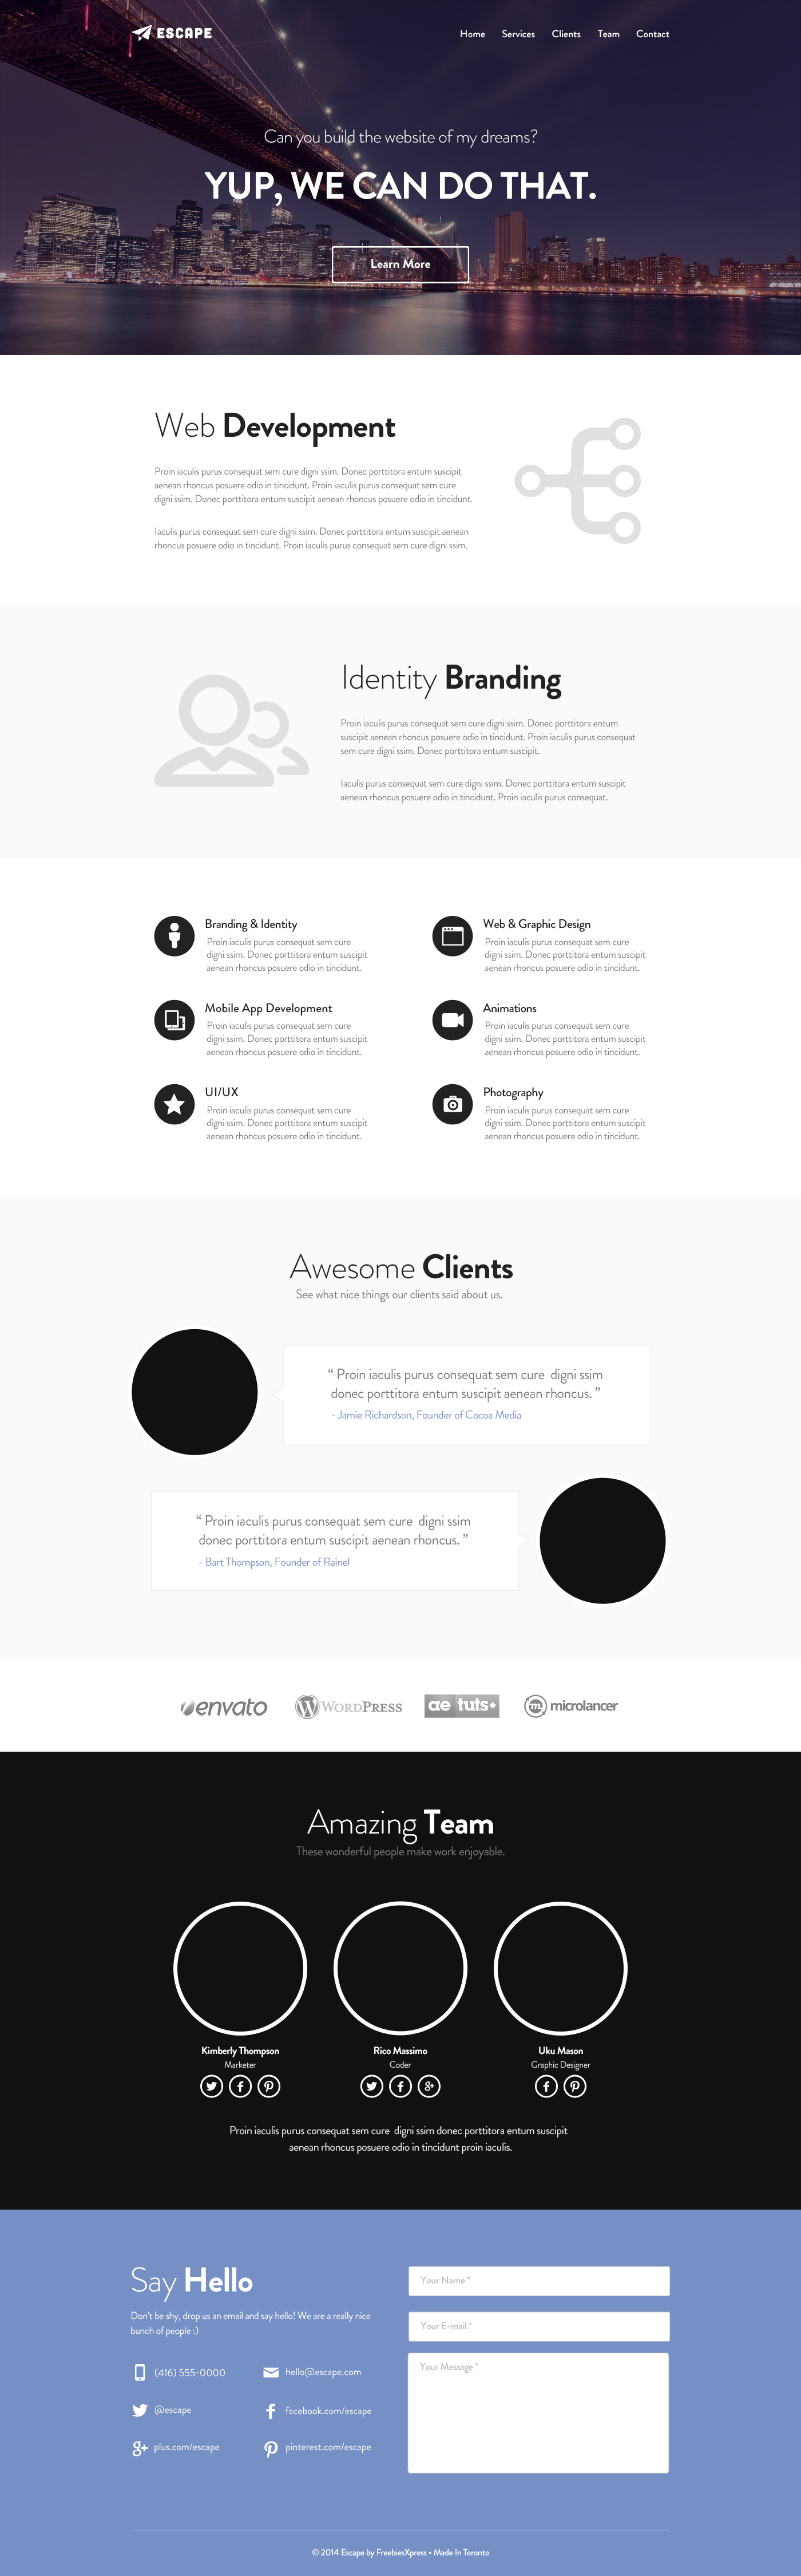 ESCAPE
Home Services Clients Team Contact
Can you build the website of my dreams?
YUP, WE CAN DO THAT.
Learn More
Web Development
Proin iaculis purus consequat sem cure digni ssim. Donec porttitora entum suscipit
aenean rhoncus posuere odio in tincidunt. Proin iaculis purus consequat sem cure
digni ssim. Donec porttitora entum suscipit aenean rhoncus posuere odio in tincidunt.
Iaculis purus consequat sem cure digni ssim. Donec porttitora entum suscipit aenean
rhoncus posuere odio in tincidunt. Proin iaculis purus consequat sem cure digni ssim.
Identity Branding
Proin iaculis purus consequat sem cure digni ssim. Donec porttitora entum
suscipit aenean rhoncus posuere odio in tincidunt. Proin iaculis purus consequat
sem cure digni ssim. Donec porttitora entum suscipit.
Iaculis purus consequat sem cure digni ssim. Donec porttitora entum suscipit
aenean rhoncus posuere odio in tincidunt. Proin iaculis purus consequat.
Branding & Identity
Proin iaculis purus consequat sem cure
digni ssim. Donec porttitora entum suscipit
aenean rhoncus posuere odio in tincidunt.
Web & Graphic Design
Proin iaculis purus consequat sem cure
digni ssim. Donec porttitora entum suscipit
aenean rhoncus posuere odio in tincidunt.
Mobile App Development
Proin iaculis purus consequat sem cure
digni ssim. Donec porttitora entum suscipit
aenean rhoncus posuere odio in tincidunt.
Animations
Proin iaculis purus consequat sem cure
digni ssim. Donec porttitora entum suscipit
aenean rhoncus posuere odio in tincidunt.
UI/UX
Proin iaculis purus consequat sem cure
digni ssim. Donec porttitora entum suscipit
aenean rhoncus posuere odio in tincidunt.
Photography
Proin iaculis purus consequat sem cure
digni ssim. Donec porttitora entum suscipit
aenean rhoncus posuere odio in tincidunt.
Awesome Clients
See what nice things our clients said about us.
“ Proin iaculis purus consequat sem cure digni ssim
donec porttitora entum suscipit aenean rhoncus. ”
- Jamie Richardson, Founder of Cocoa Media
“ Proin iaculis purus consequat sem cure digni ssim
donec porttitora entum suscipit aenean rhoncus. ”
- Bart Thompson, Founder of Rainel
envato WORDPRESS ae tuts+ m microlancer
Amazing Team
These wonderful people make work enjoyable.
Kimberly Thompson
Marketer
Rico Massimo
Coder
Uku Mason
Graphic Designer
Proin iaculis purus consequat sem cure digni ssim donec porttitora entum suscipit
aenean rhoncus posuere odio in tincidunt proin iaculis.
Say Hello
Don't be shy, drop us an email and say hello! We are a really nice
bunch of people :)
(416) 555-0000
hello@escape.com
@escape
facebook.com/escape
plus.com/escape
pinterest.com/escape
Your Name *
Your E-mail *
Your Message *
© 2014 Escape by FreebiesXpress • Made In Toronto